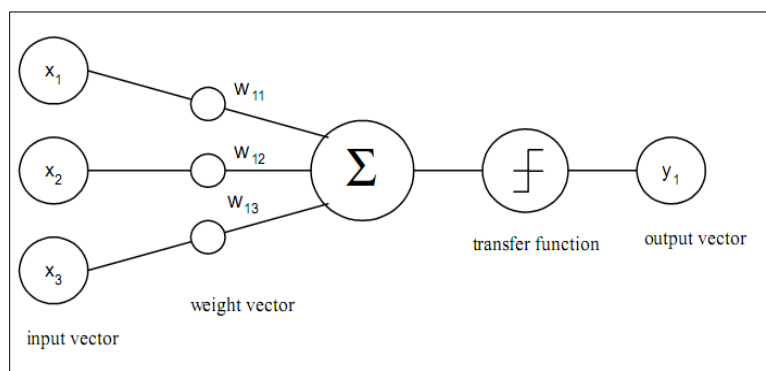 x1
W11
x2
W12
Σ
y1
W13
x3
transfer function
output vector
weight vector
input vector